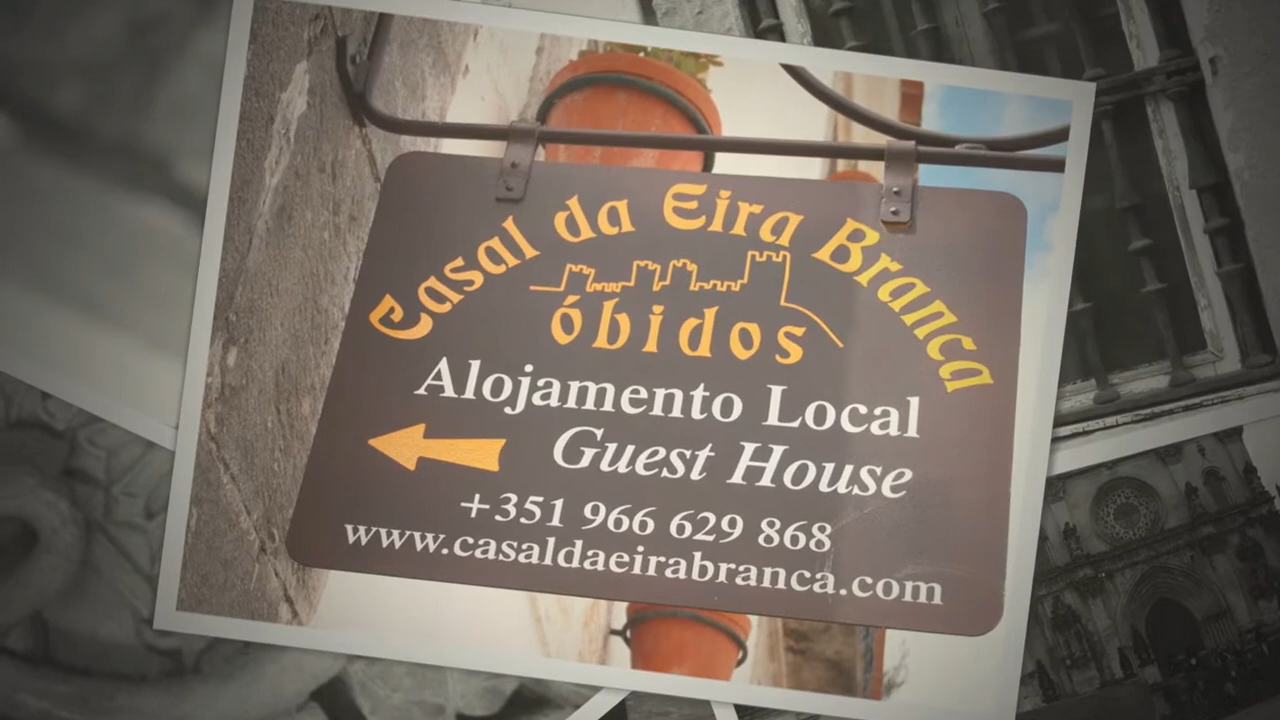 Casal da Eira Branca
óbidos
Alojamento Local
Guest House
+351 966 629 868
www.casaldaeirabranca.com